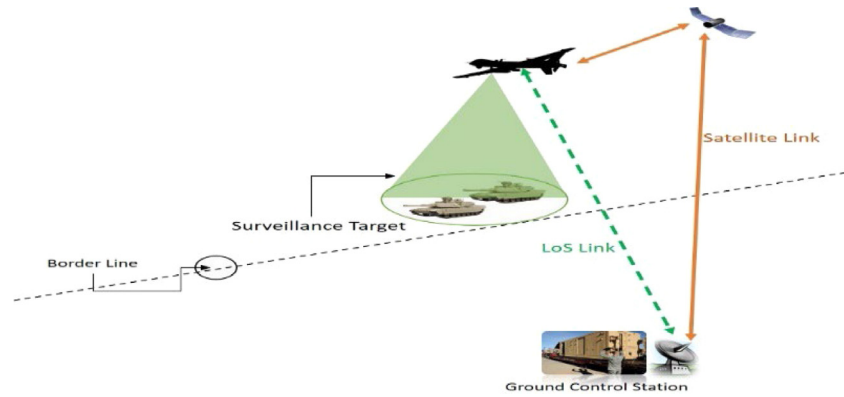 Satellite Link
Surveillance Target
LoS Link
Border Line
Ground Control Station